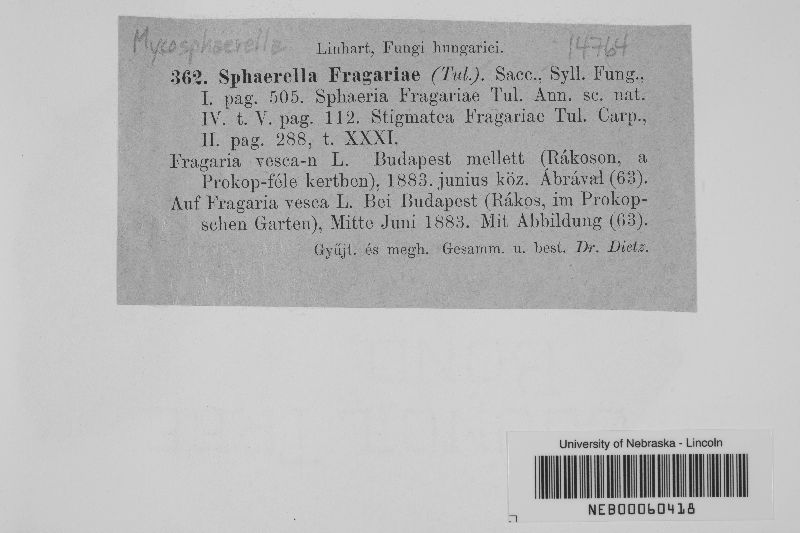 Mycosphaerella
Linhart, Fungi hungarici.
14764
362. Sphaerella Fragariae (Tul.). Sacc., Syll. Fung.,
I. pag. 505. Sphaeria Fragariae Tul. Ann. sc. nat.
IV. t. V. pag. 112. Stigmatea Fragariae Tul. Carp.,
II. pag. 288, t. XXXI.
Fragaria vesca-n L. Budapest mellett (Rákoson, a
Prokop-féle kertben), 1883. junius köz. Ábrával (63).
Auf Fragaria vesca L. Bei Budapest (Rákos, im Prokop-
schen Garten), Mitte Juni 1883. Mit Abbildung (63).
Gyűjt. és megh. Gesamm. u. best. Dr. Dietz.
University of Nebraska - Lincoln
NEB00060418